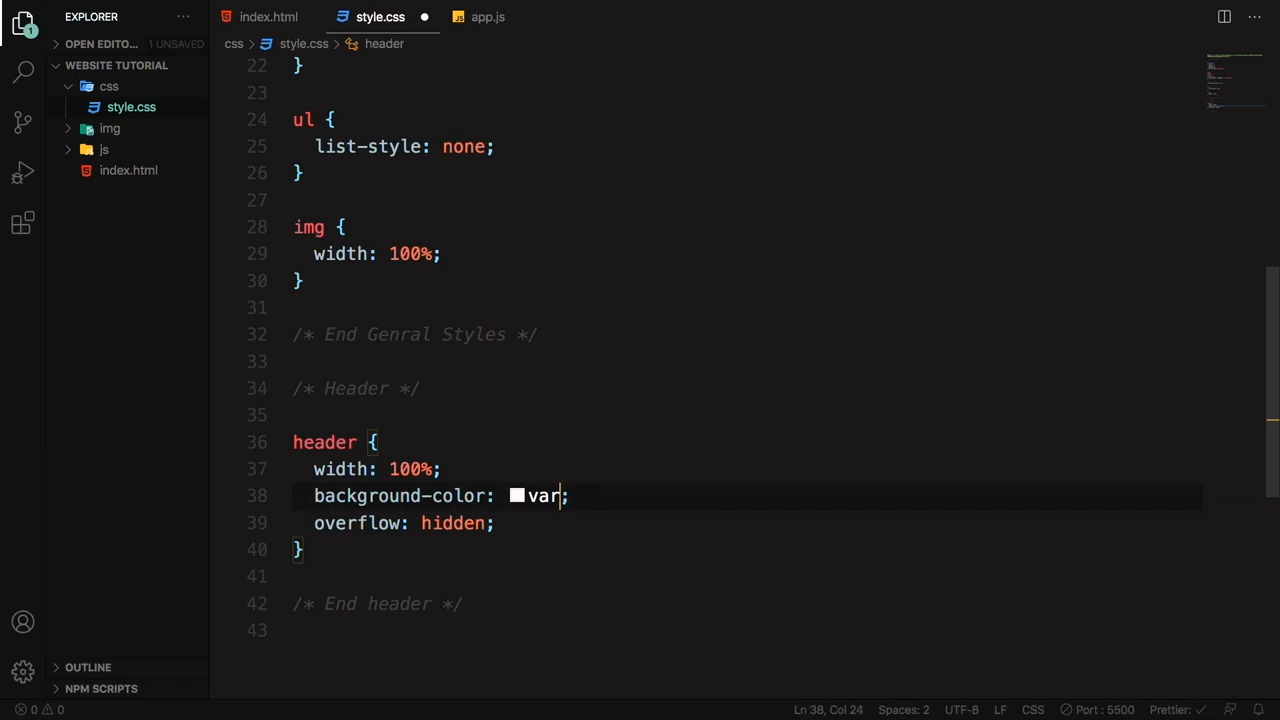 EXPLORER
index.html
style.css
app.js
OPEN EDITO... 1 UNSAVED
css
style.css
header
WEBSITE TUTORIAL
css
style.css
img
js
index.html
1
22 }
23
24 ul {
25 list-style: none;
26 }
27
28 img {
29 width: 100%;
30 }
31
32 /* End Genral Styles */
33
34 /* Header */
35
36 header {
37 width: 100%;
38 background-color: var;
39 overflow: hidden;
40 }
41
42 /* End header */
43
OUTLINE
NPM SCRIPTS
0 0
Ln 38, Col 24
Spaces: 2
UTF-8
LF
CSS
Port : 5500
Prettier: